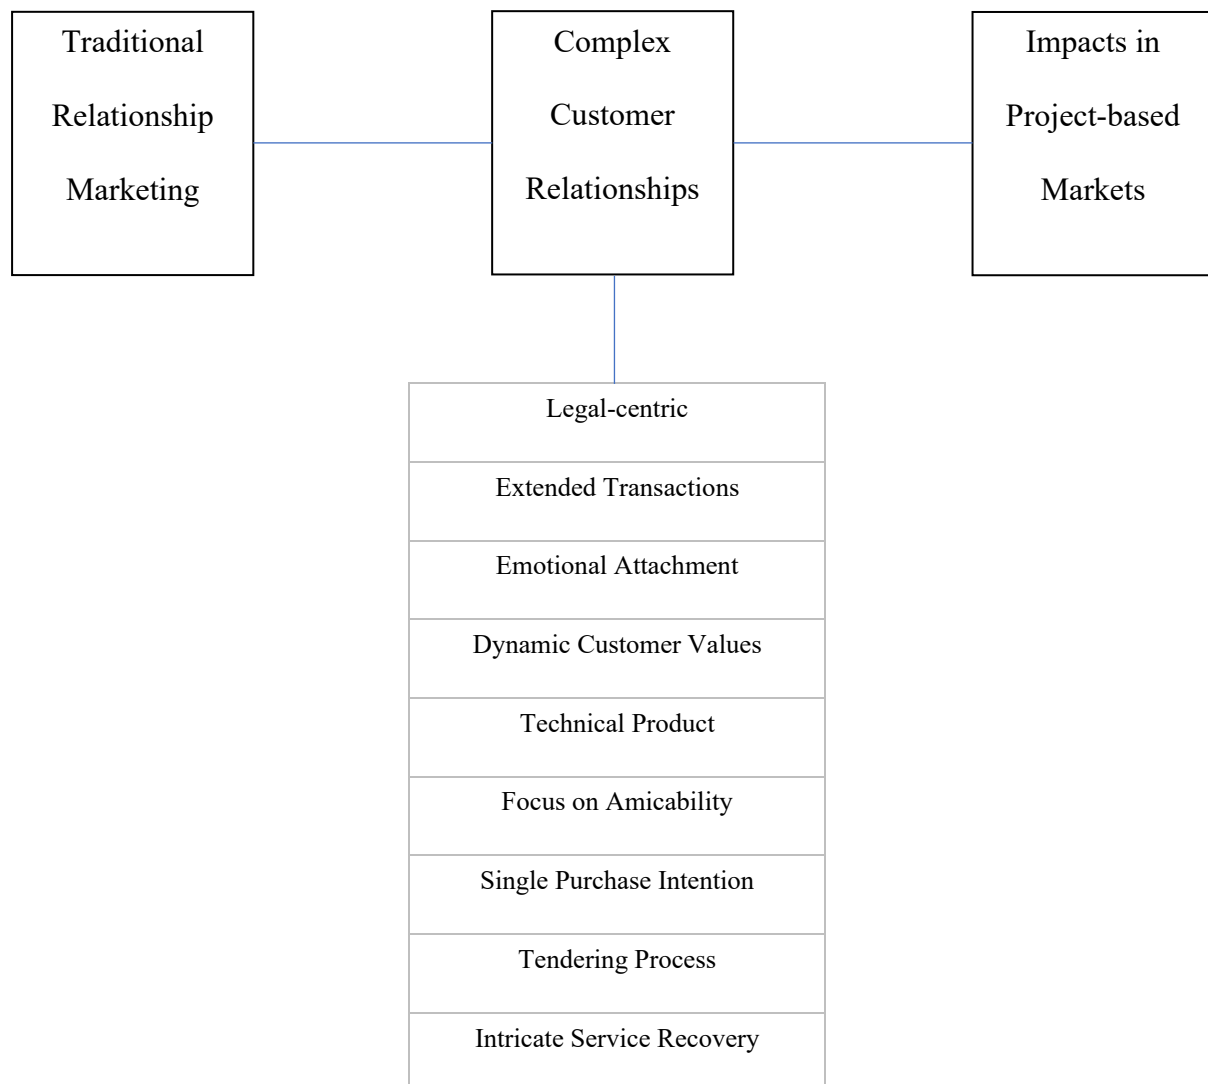 Traditional
Relationship
Marketing
Complex
Customer
Relationships
Impacts in
Project-based
Markets
Legal-centric
Extended Transactions
Emotional Attachment
Dynamic Customer Values
Technical Product
Focus on Amicability
Single Purchase Intention
Tendering Process
Intricate Service Recovery